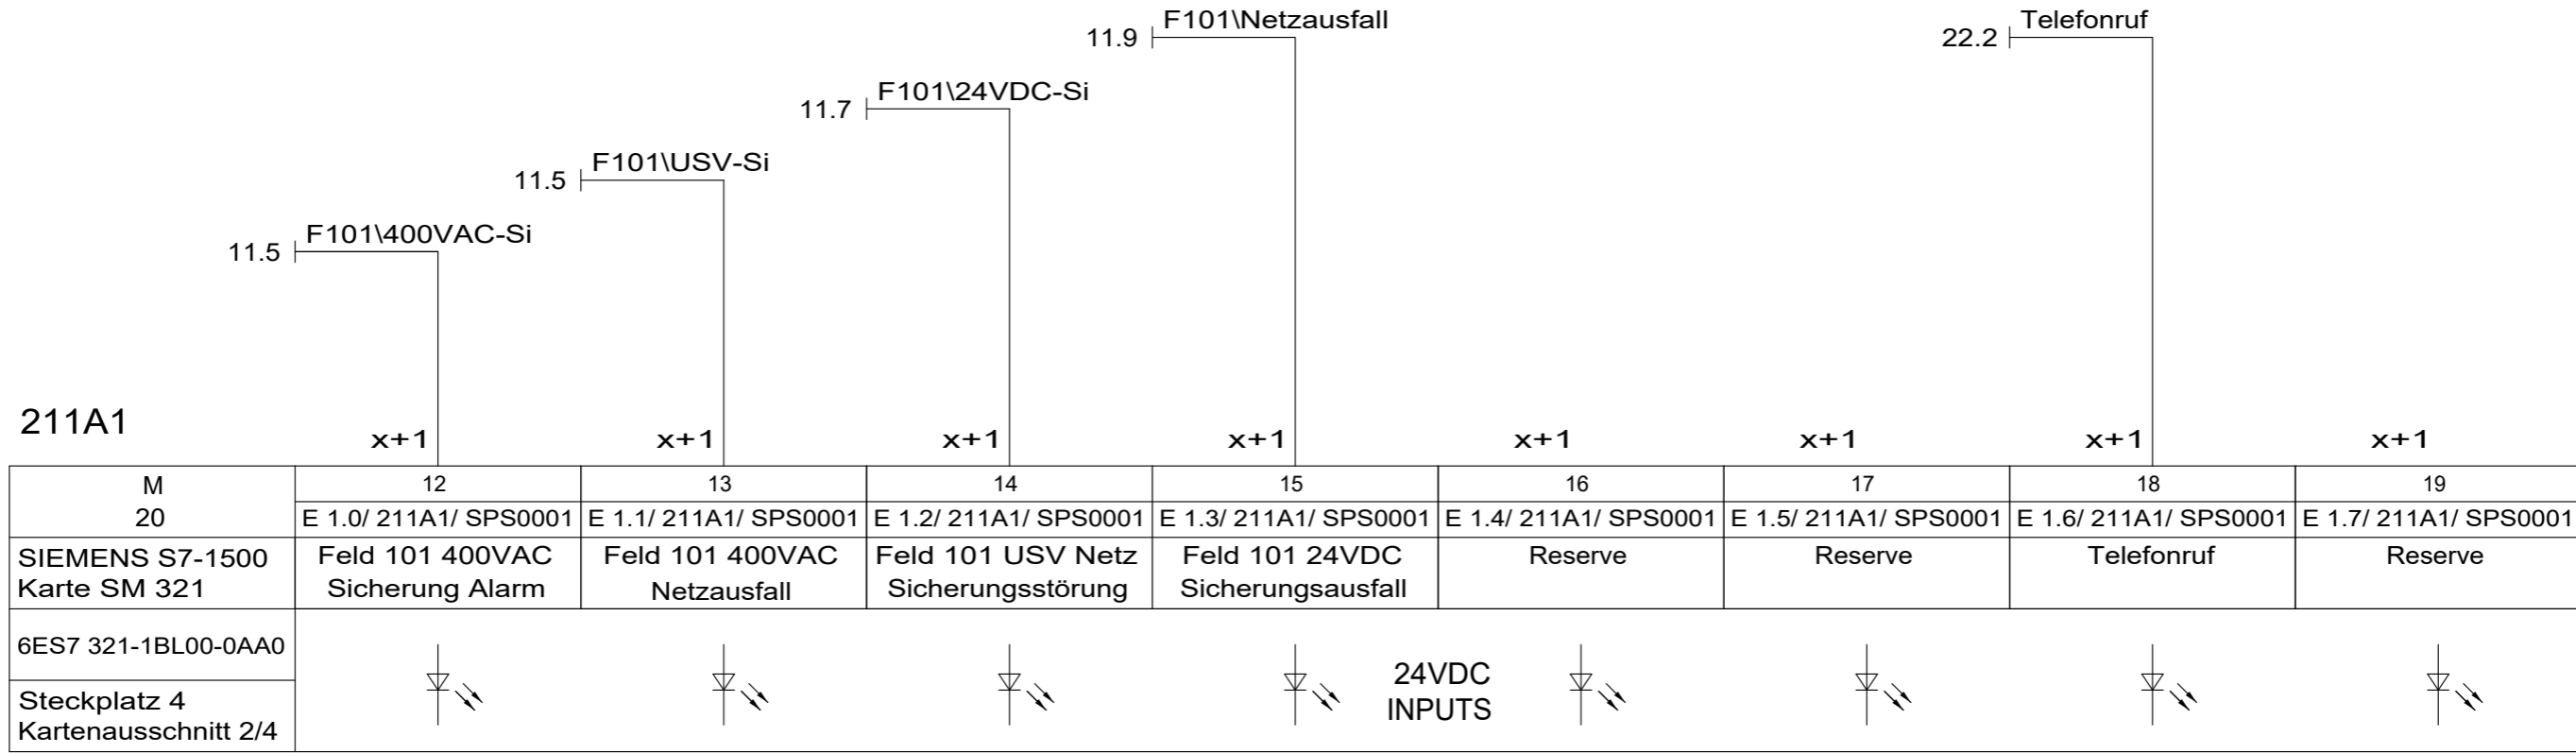 F101\Netzausfall
11.9
Telefonruf
22.2
F101\24VDC-Si
11.7
F101\USV-Si
11.5
F101\400VAC-Si
11.5
211A1
x+1 x+1 x+1 x+1 x+1 x+1 x+1 x+1
M 12 13 14 15 16 17 18 19
20 E 1.0/ 211A1/ SPS0001 E 1.1/ 211A1/ SPS0001 E 1.2/ 211A1/ SPS0001 E 1.3/ 211A1/ SPS0001 E 1.4/ 211A1/ SPS0001 E 1.5/ 211A1/ SPS0001 E 1.6/ 211A1/ SPS0001 E 1.7/ 211A1/ SPS0001
SIEMENS S7-1500 Feld 101 400VAC Feld 101 400VAC Feld 101 USV Netz Feld 101 24VDC Reserve Reserve Telefonruf Reserve
Karte SM 321 Sicherung Alarm Netzausfall Sicherungsstörung Sicherungsausfall
6ES7 321-1BL00-0AA0
24VDC
INPUTS
Steckplatz 4
Kartenausschnitt 2/4